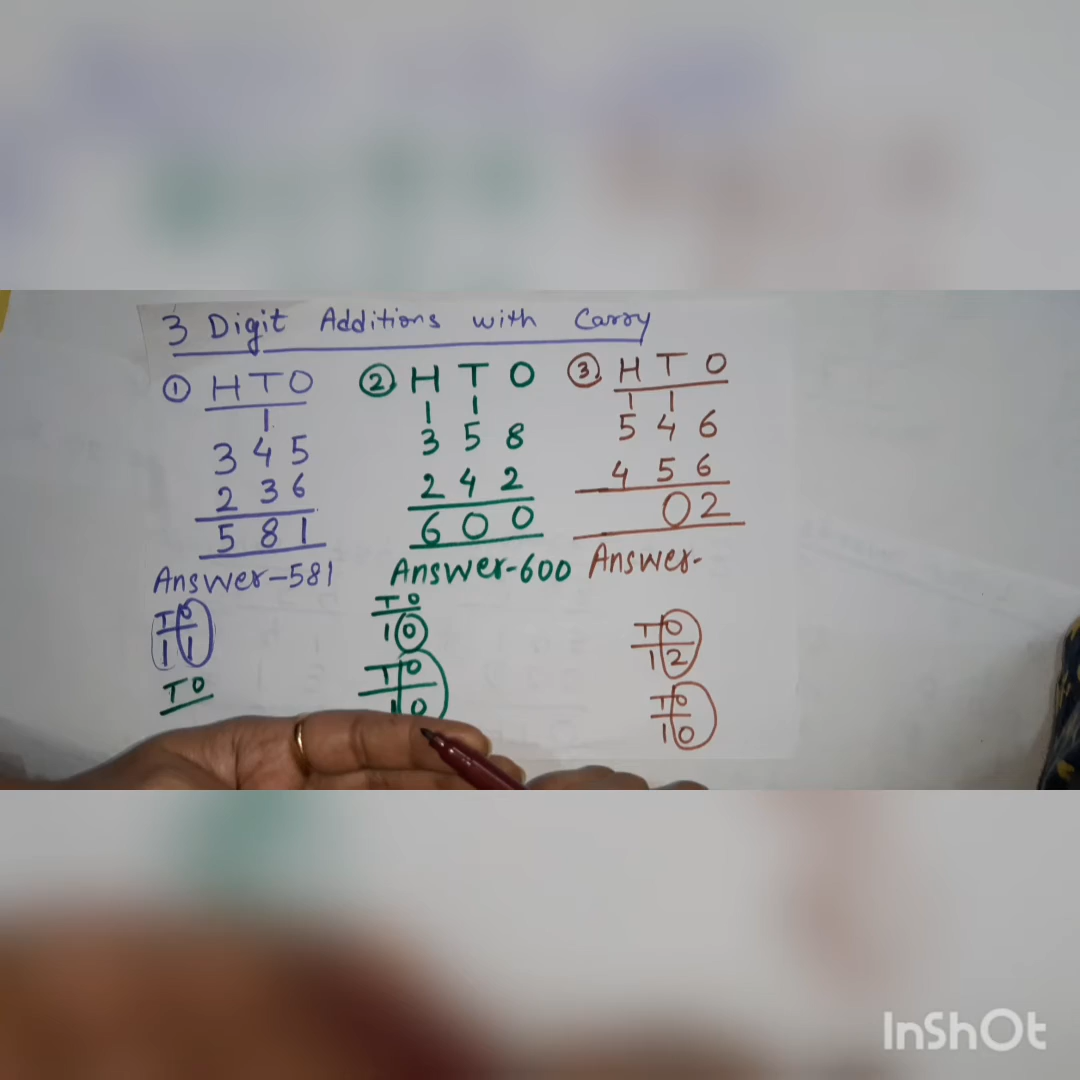 3 Digit Additions with Carry
① H T O
1
3 4 5
2 3 6
5 8 1
Answer-581
T O
1 1
T O
② H T O
1 1
3 5 8
2 4 2
6 0 0
Answer-600
T O
1 0
T O
1 0
③ H T O
1 1
5 4 6
4 5 6
0 2
Answer-
T O
1 2
T O
1 0
InShOt